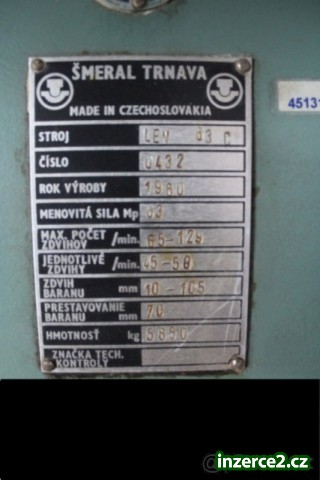 ŠMERAL TRNAVA
MADE IN CZECHOSLOVAKIA
45131
STROJ LEN 63 C
ČÍSLO 0432
ROK VÝROBY 1980
MENOVITÁ SILA Mp 63
MAX. POČET ZDVIHOV /min. 65-129
JEDNOTLIVÉ ZDVIHY /min. 45-50
ZDVIH BARANU mm 10-105
PRESTAVOVANIE BARANU mm 70
HMOTNOSŤ kg 5850
ZNAČKA TECH. KONTROLY
inzerce2.cz